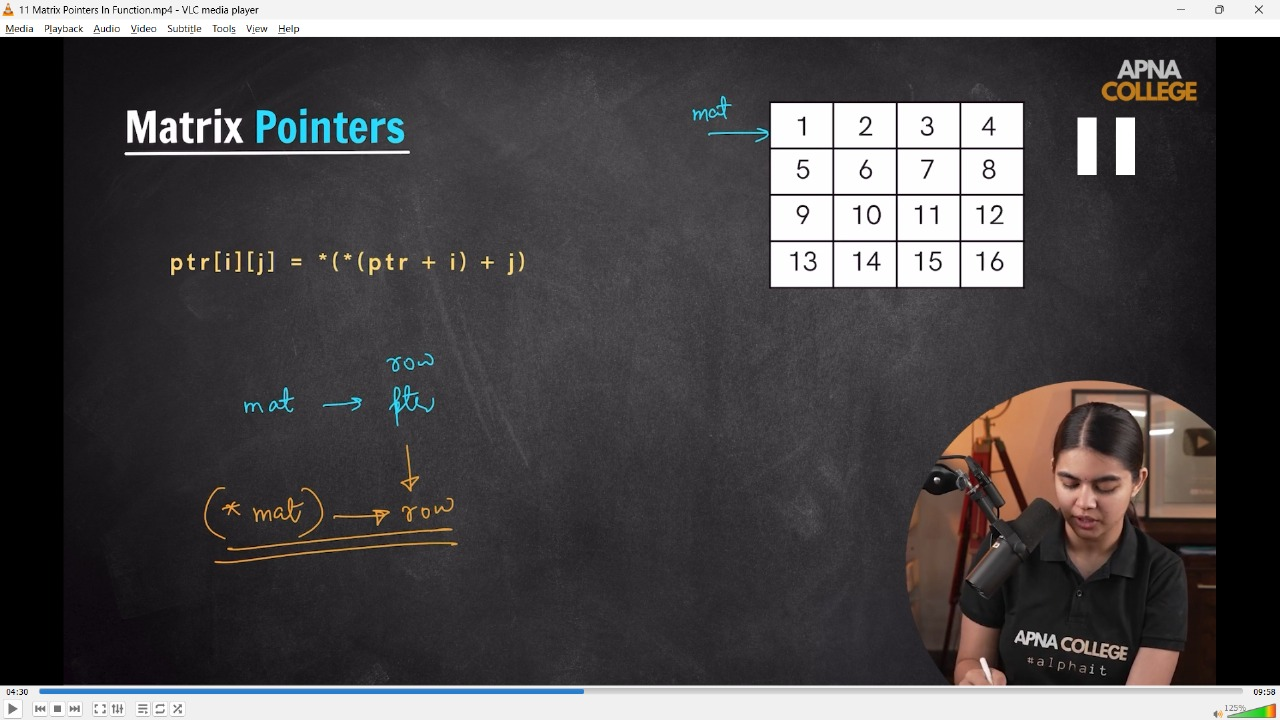 11 Matrix Pointers In Function.mp4 - VLC media player
Media Playback Audio Video Subtitle Tools View Help
APNA
COLLEGE
Matrix Pointers
mat
1 2 3 4
5 6 7 8
9 10 11 12
13 14 15 16
ptr[i][j] = *(*(ptr + i) + j)
row
mat → ptr
(* mat) → row
APNA COLLEGE
#alphait
04:30
09:58
125%